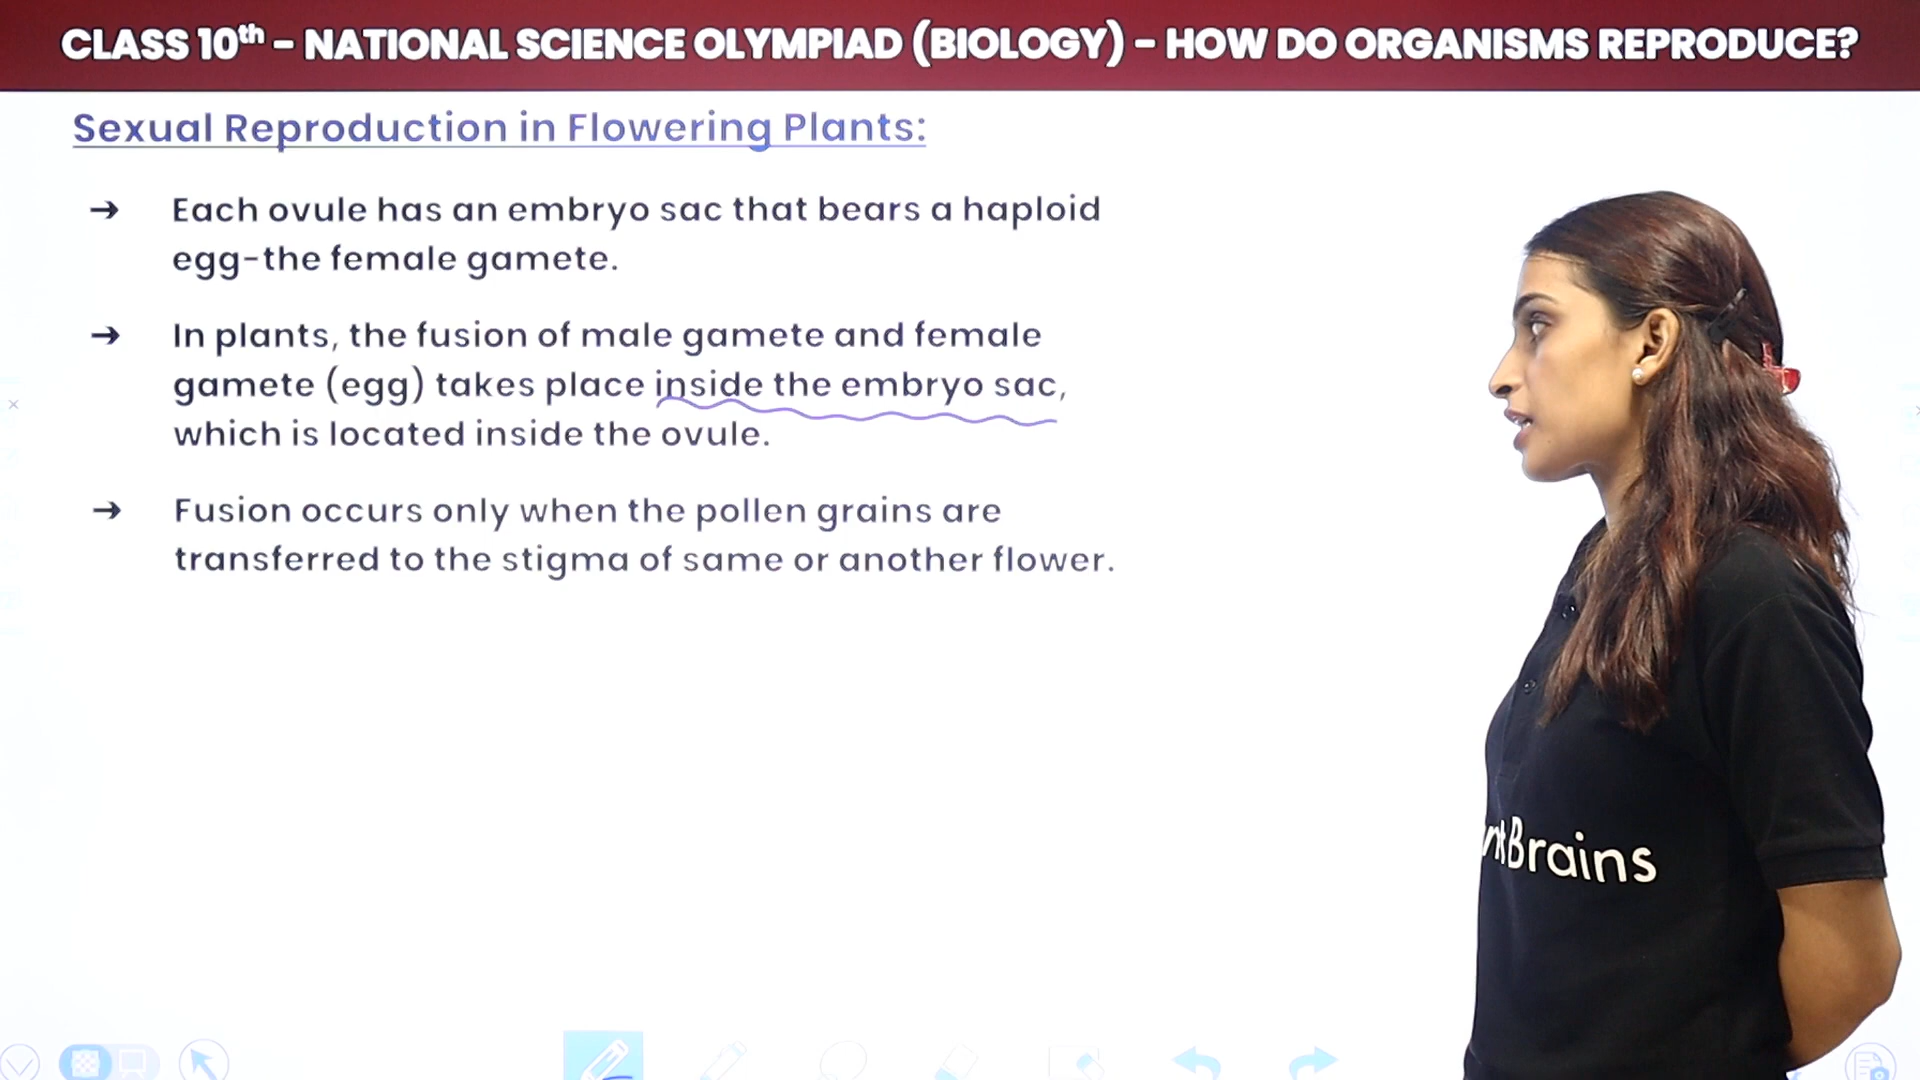 CLASS 10th – NATIONAL SCIENCE OLYMPIAD (BIOLOGY) – HOW DO ORGANISMS REPRODUCE?
Sexual Reproduction in Flowering Plants:
→ Each ovule has an embryo sac that bears a haploid
egg-the female gamete.
→ In plants, the fusion of male gamete and female
gamete (egg) takes place inside the embryo sac,
which is located inside the ovule.
→ Fusion occurs only when the pollen grains are
transferred to the stigma of same or another flower.
Brains